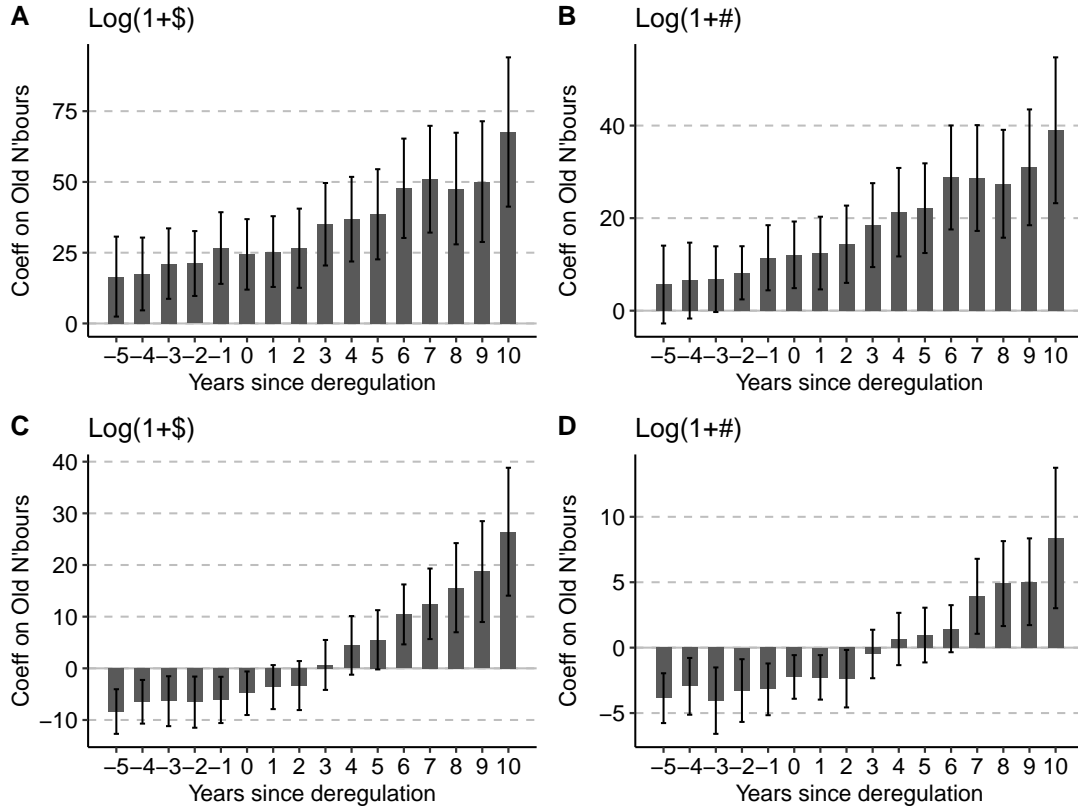 A Log(1+$)
Coeff on Old N'bours
75
50
25
0
−5 −4 −3 −2 −1 0 1 2 3 4 5 6 7 8 9 10
Years since deregulation
B Log(1+#)
Coeff on Old N'bours
40
20
0
−5 −4 −3 −2 −1 0 1 2 3 4 5 6 7 8 9 10
Years since deregulation
C Log(1+$)
Coeff on Old N'bours
40
30
20
10
0
−10
−5 −4 −3 −2 −1 0 1 2 3 4 5 6 7 8 9 10
Years since deregulation
D Log(1+#)
Coeff on Old N'bours
10
5
0
−5
−5 −4 −3 −2 −1 0 1 2 3 4 5 6 7 8 9 10
Years since deregulation